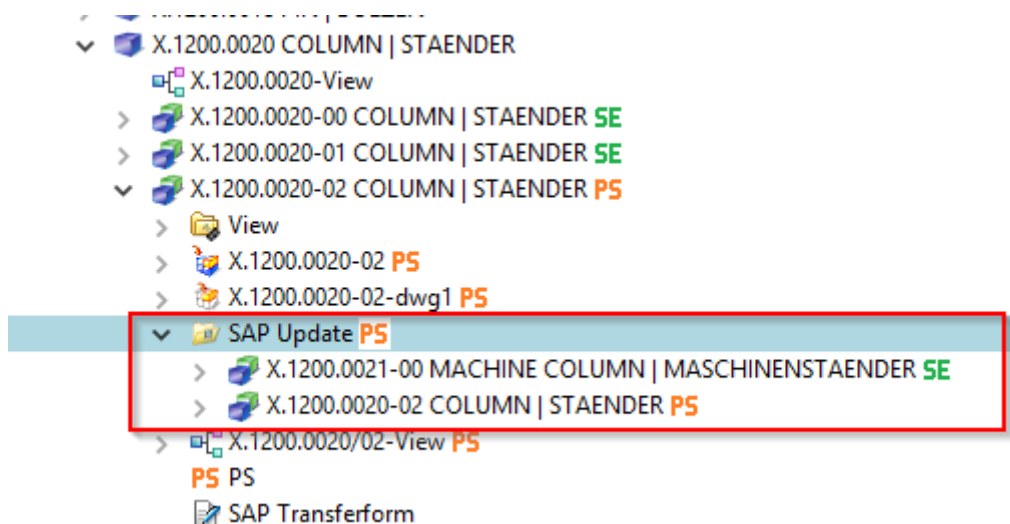 X.1200.0020 COLUMN | STAENDER
X.1200.0020-View
X.1200.0020-00 COLUMN | STAENDER SE
X.1200.0020-01 COLUMN | STAENDER SE
X.1200.0020-02 COLUMN | STAENDER PS
View
X.1200.0020-02 PS
X.1200.0020-02-dwg1 PS
SAP Update PS
X.1200.0021-00 MACHINE COLUMN | MASCHINENSTAENDER SE
X.1200.0020-02 COLUMN | STAENDER PS
X.1200.0020/02-View PS
PS PS
SAP Transferform